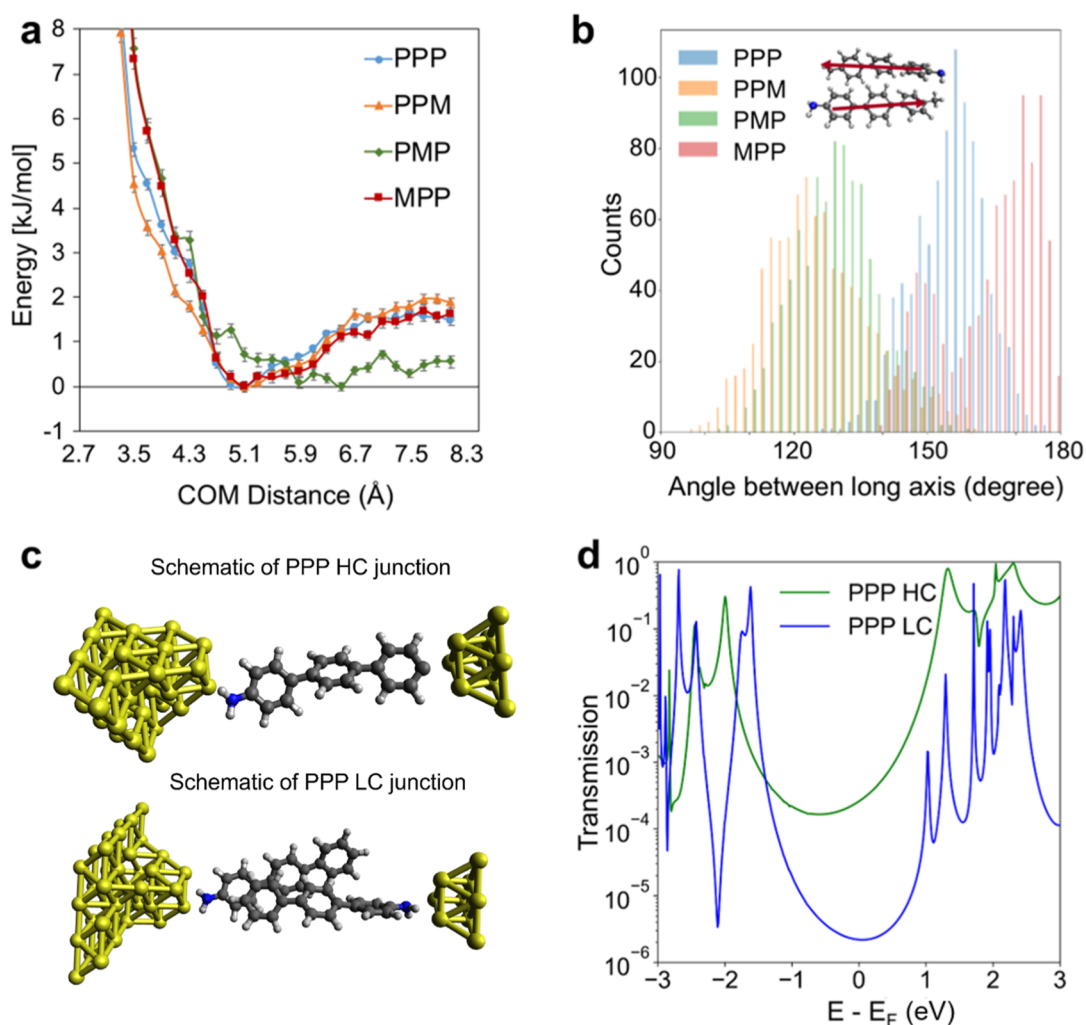 a
8
7
6
5
4
3
2
1
0
-1
Energy [kJ/mol]
PPP
PPM
PMP
MPP
2.7 3.5 4.3 5.1 5.9 6.7 7.5 8.3
COM Distance (Å)
b
100
80
60
40
20
0
Counts
PPP
PPM
PMP
MPP
90 120 150 180
Angle between long axis (degree)
c
Schematic of PPP HC junction
Schematic of PPP LC junction
d
10⁰
10⁻¹
10⁻²
10⁻³
10⁻⁴
10⁻⁵
10⁻⁶
Transmission
PPP HC
PPP LC
−3 −2 −1 0 1 2 3
E - E_F (eV)